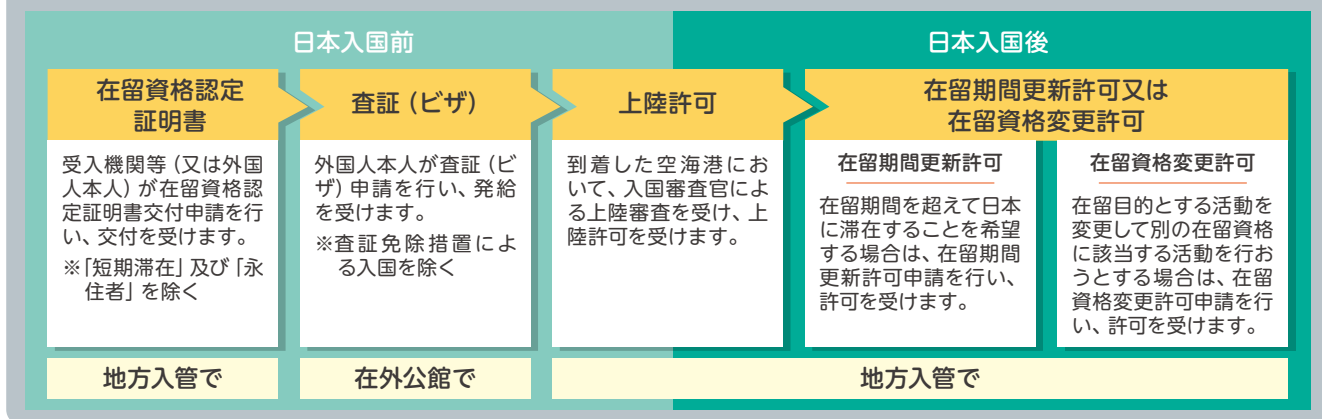 日本入国前
日本入国後
在留資格認定
証明書
査証（ビザ）
上陸許可
在留期間更新許可又は
在留資格変更許可
受入機関等（又は外国
人本人）が在留資格認
定証明書交付申請を行
い、交付を受けます。
※「短期滞在」及び「永
住者」を除く
外国人本人が査証（ビ
ザ）申請を行い、発給
を受けます。
※査証免除措置によ
る入国を除く
到着した空海港にお
いて、入国審査官によ
る上陸審査を受け、上
陸許可を受けます。
在留期間更新許可
在留期間を超えて日本
に滞在することを希望
する場合は、在留期間
更新許可申請を行い、
許可を受けます。
在留資格変更許可
在留目的とする活動を
変更して別の在留資格
に該当する活動を行お
うとする場合は、在留
資格変更許可申請を行
い、許可を受けます。
地方入管で
在外公館で
地方入管で